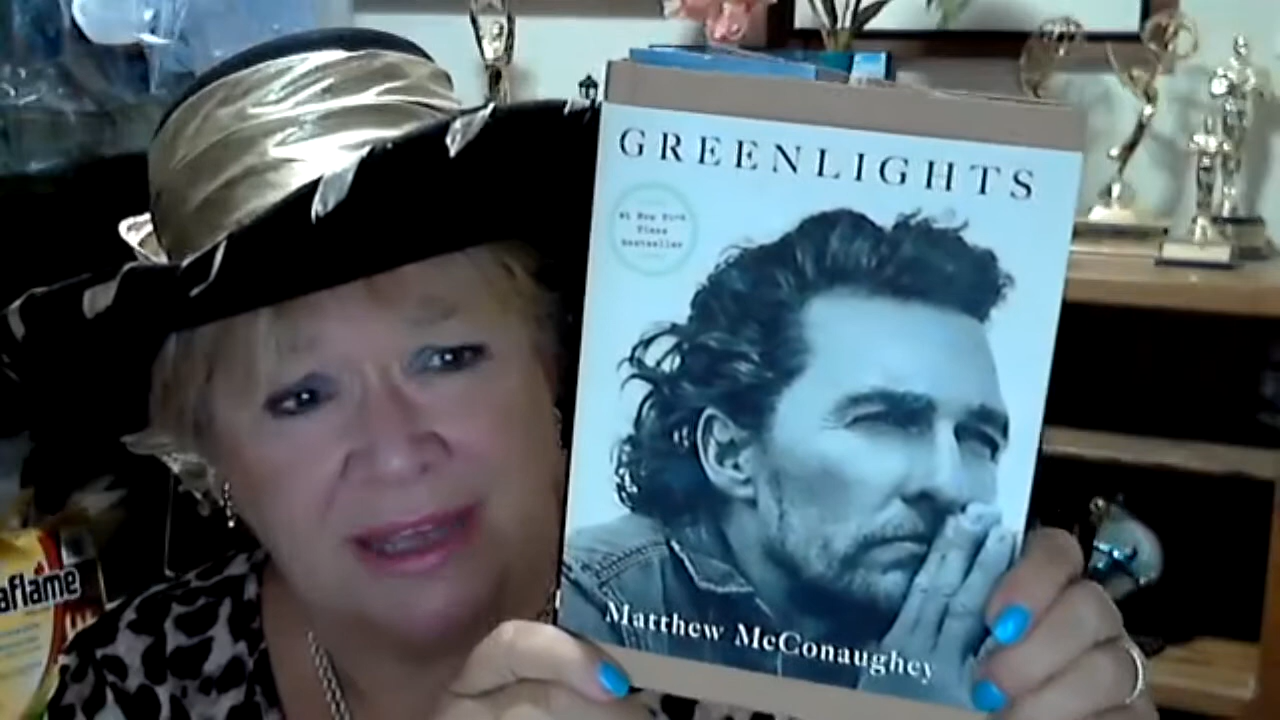 GREENLIGHTS
#1 New York
Times
bestseller
Matthew McConaughey
aflame